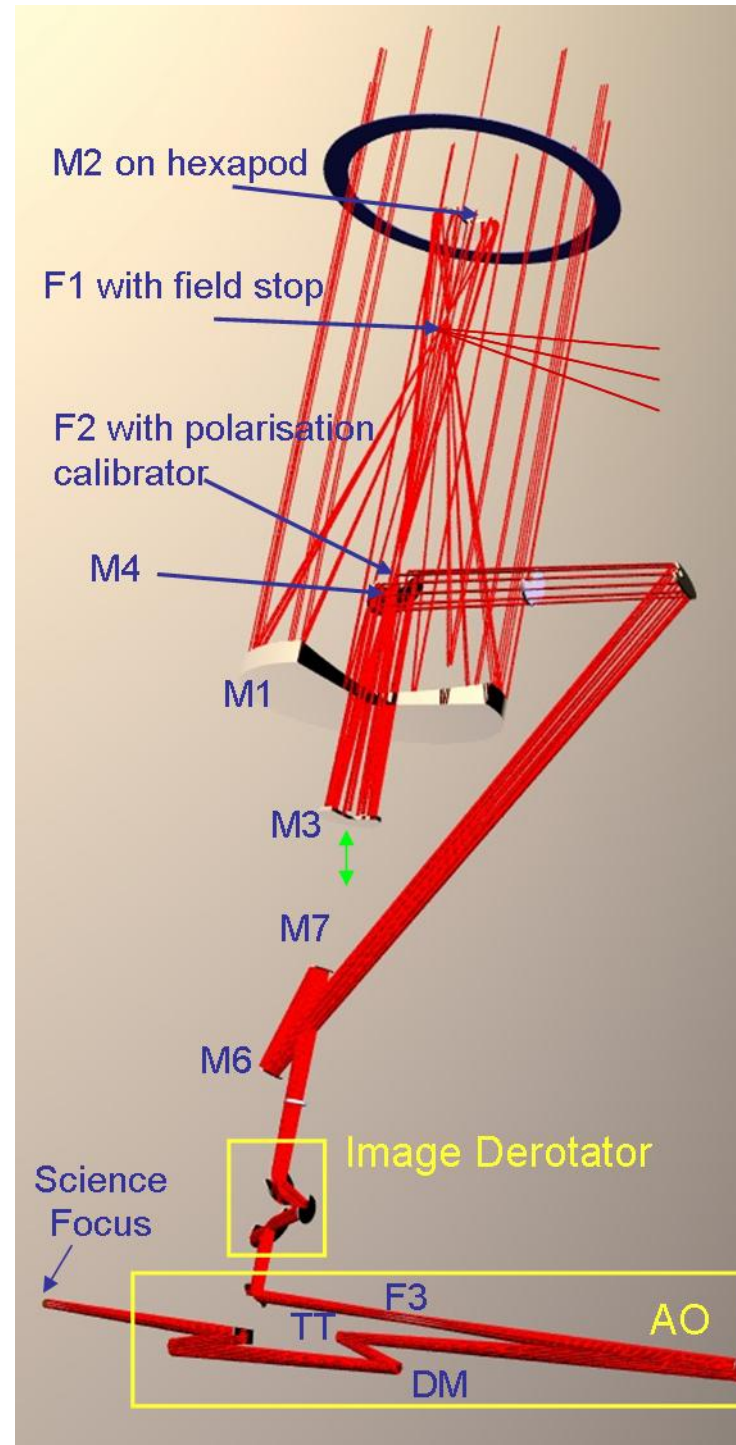 M2 on hexapod
F1 with field stop
F2 with polarisation
calibrator
M4
M1
M3
M7
M6
Image Derotator
Science
Focus
F3
TT
AO
DM